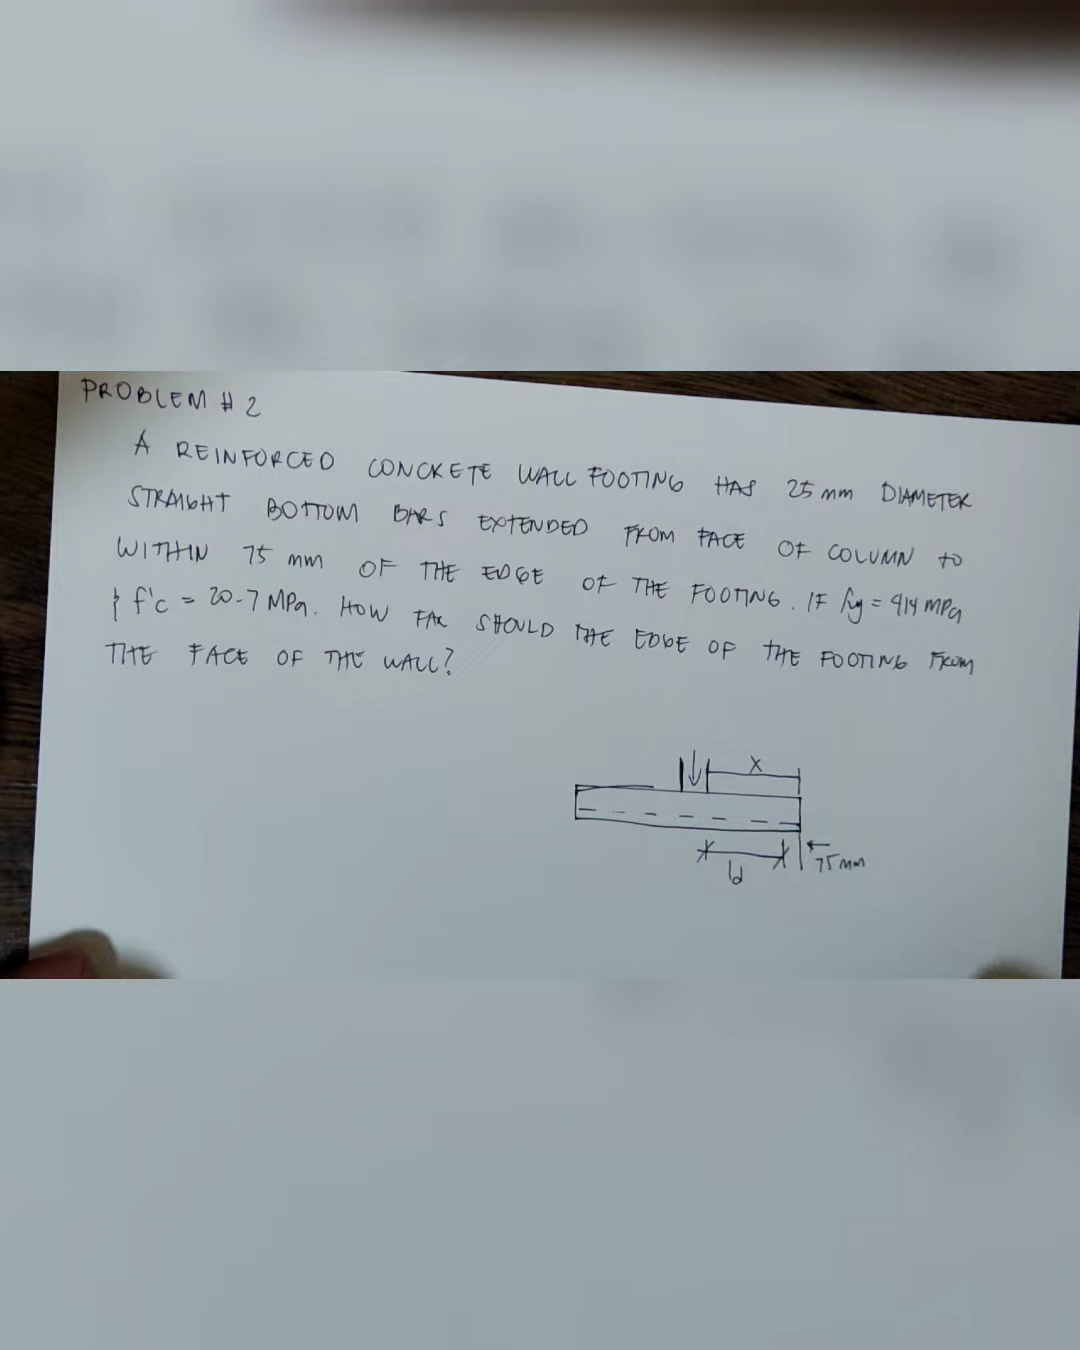 PROBLEM # 2
A REINFORCED CONCRETE WALL FOOTING HAS 25 mm DIAMETER
STRAIGHT BOTTOM BARS EXTENDED FROM FACE OF COLUMN TO
WITHIN 75 mm OF THE EDGE OF THE FOOTING. IF fy = 414 MPa
& f'c = 20.7 MPa. HOW FAR SHOULD THE EDGE OF THE FOOTING FROM
THE FACE OF THE WALL?
X
ld
75 mm